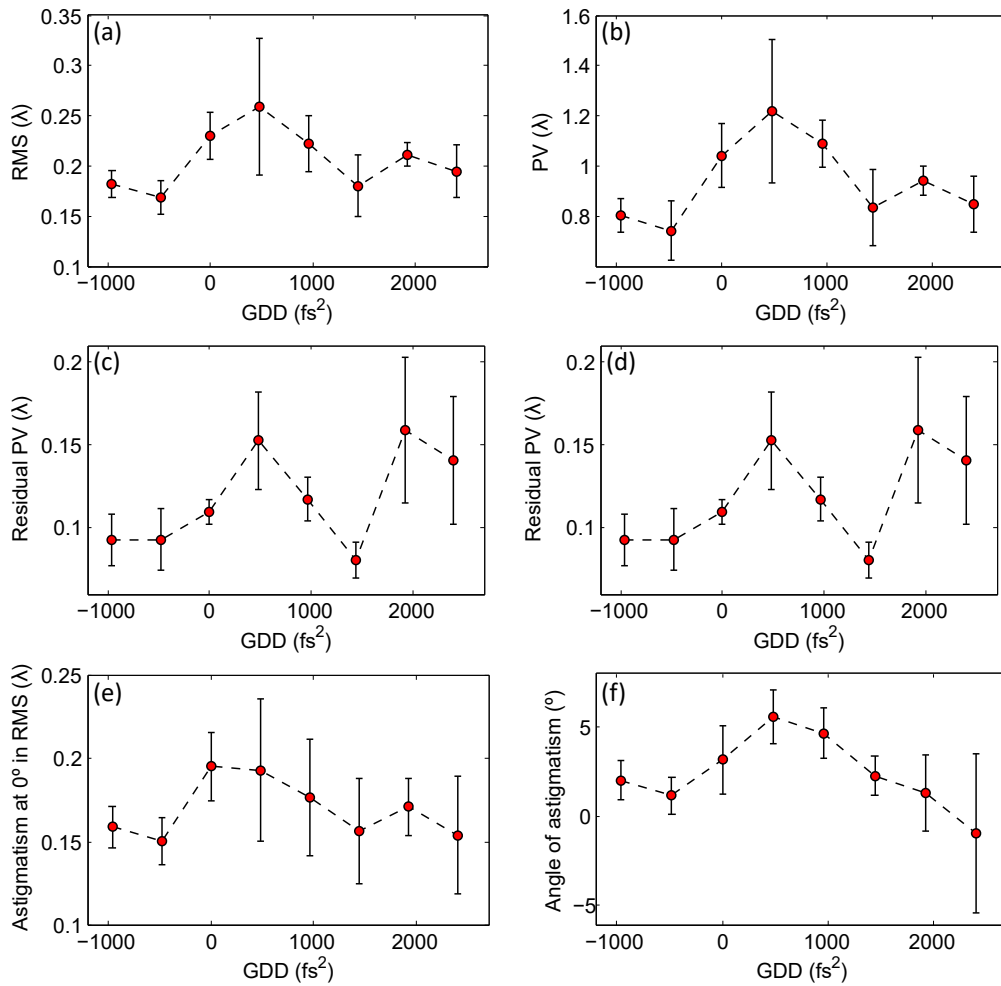 (a)
RMS (λ)
0.35
0.3
0.25
0.2
0.15
0.1
−1000 0 1000 2000
GDD (fs²)
(b)
PV (λ)
1.6
1.4
1.2
1
0.8
−1000 0 1000 2000
GDD (fs²)
(c)
Residual PV (λ)
0.2
0.15
0.1
−1000 0 1000 2000
GDD (fs²)
(d)
Residual PV (λ)
0.2
0.15
0.1
−1000 0 1000 2000
GDD (fs²)
(e)
Astigmatism at 0º in RMS (λ)
0.25
0.2
0.15
0.1
−1000 0 1000 2000
GDD (fs²)
(f)
Angle of astigmatism (º)
5
0
−5
−1000 0 1000 2000
GDD (fs²)